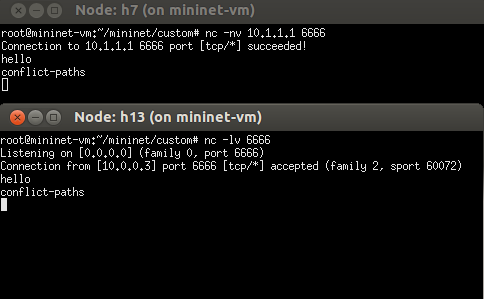 Node: h7 (on mininet-vm)
root@mininet-vm:~/mininet/custom# nc -nv 10.1.1.1 6666
Connection to 10.1.1.1 6666 port [tcp/*] succeeded!
hello
conflict-paths
Node: h13 (on mininet-vm)
root@mininet-vm:~/mininet/custom# nc -lv 6666
Listening on [0.0.0.0] (family 0, port 6666)
Connection from [10.0.0.3] port 6666 [tcp/*] accepted (family 2, sport 60072)
hello
conflict-paths